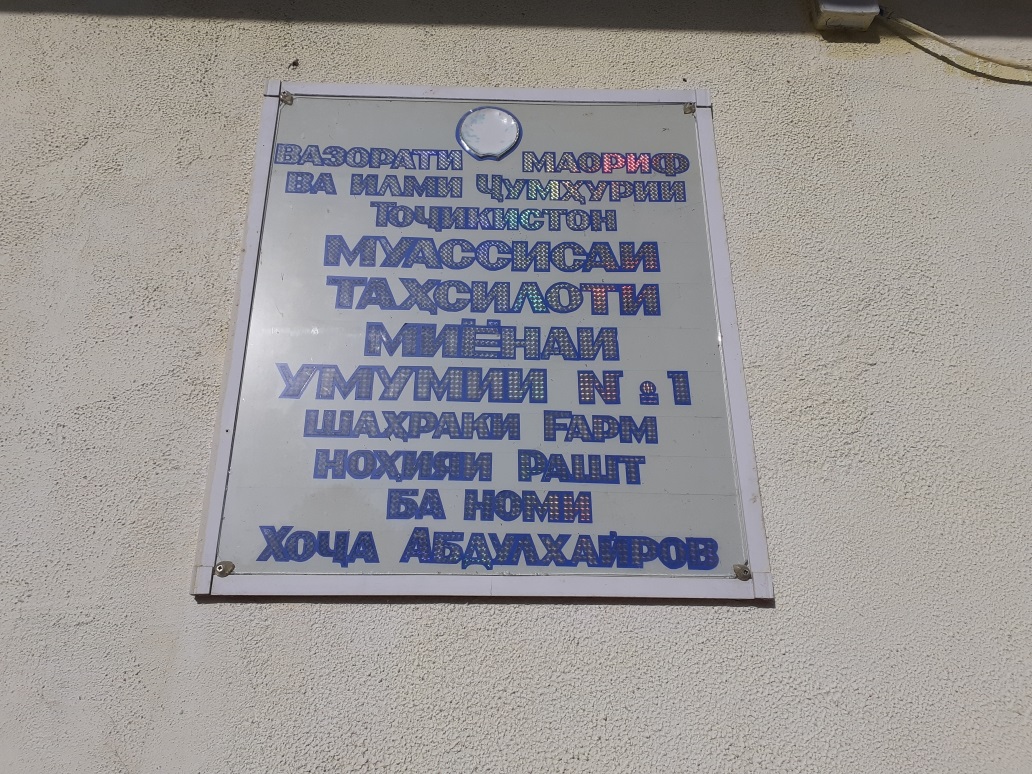 ВАЗОРАТИ МАОРИФ
ВА ИЛМИ ҶУМҲУРИИ
ТОҶИКИСТОН
МУАССИСАИ
ТАҲСИЛОТИ
МИЁНАИ
УМУМИИ №1
ШАҲРАКИ ҒАРМ
НОҲИЯИ РАШТ
БА НОМИ
ХОҶА АБДУЛХАЙРОВ